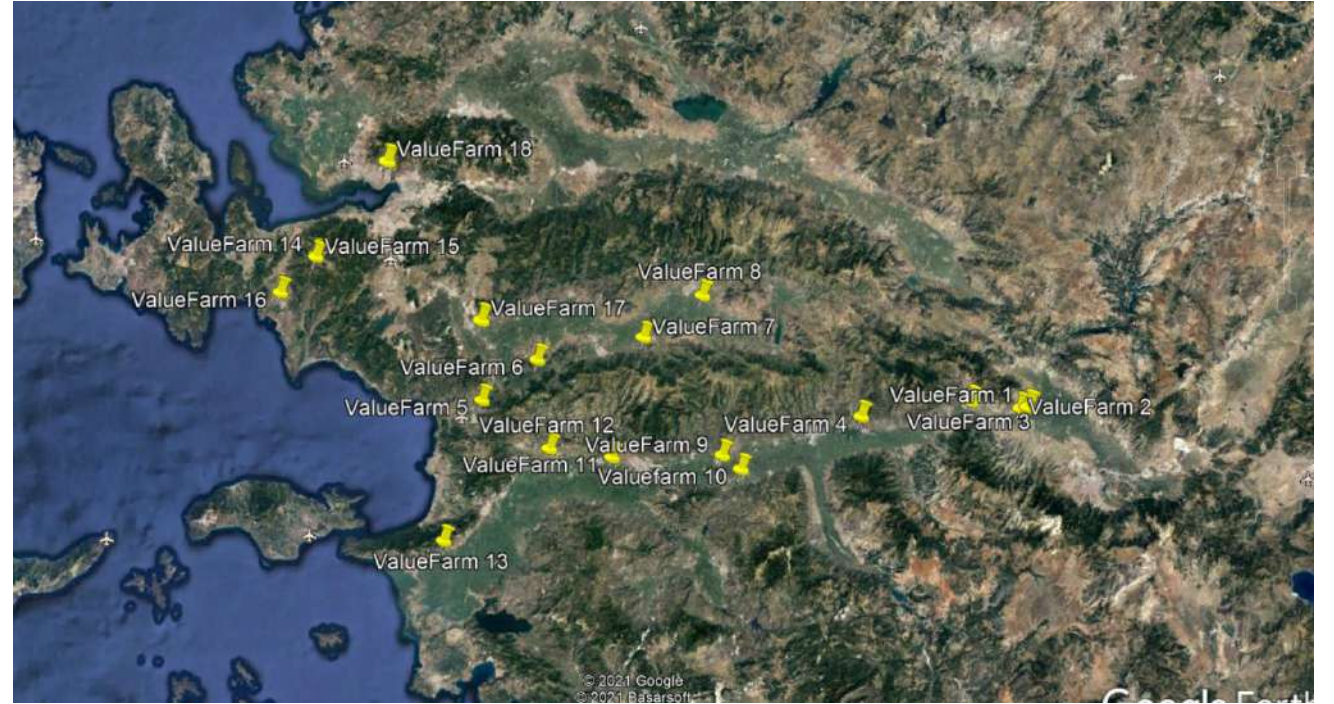 ValueFarm 18
ValueFarm 14
ValueFarm 15
ValueFarm 8
ValueFarm 16
ValueFarm 17
ValueFarm 7
ValueFarm 6
ValueFarm 5
ValueFarm 1
ValueFarm 2
ValueFarm 12
ValueFarm 4
ValueFarm 3
ValueFarm 9
ValueFarm 11
Valuefarm 10
ValueFarm 13
© 2021 Google
© 2021 Basarsoft
Google Earth